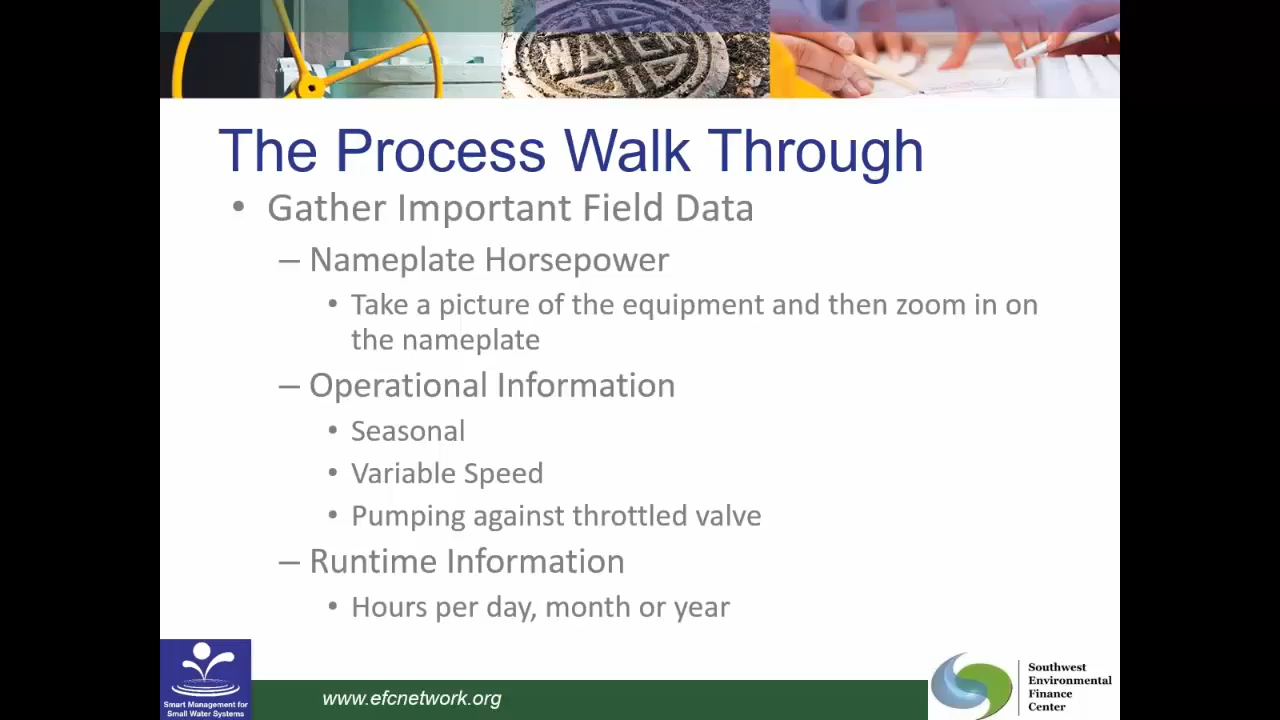 WATER
The Process Walk Through
• Gather Important Field Data
– Nameplate Horsepower
• Take a picture of the equipment and then zoom in on
the nameplate
– Operational Information
• Seasonal
• Variable Speed
• Pumping against throttled valve
– Runtime Information
• Hours per day, month or year
Smart Management for
Small Water Systems
www.efcnetwork.org
Southwest
Environmental
Finance
Center